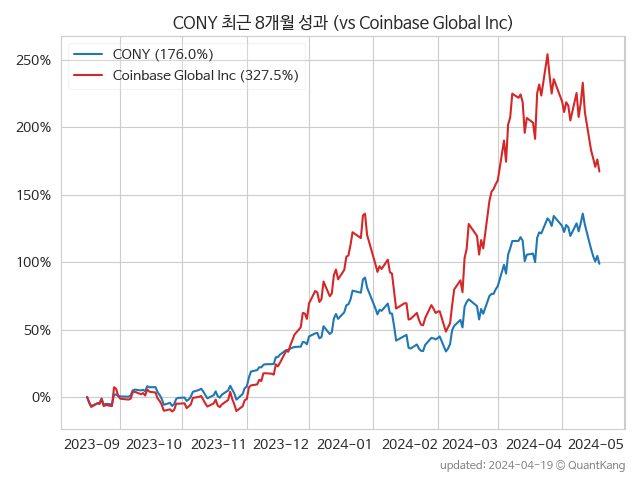 CONY 최근 8개월 성과 (vs Coinbase Global Inc)
CONY (176.0%)
Coinbase Global Inc (327.5%)
250%
200%
150%
100%
50%
0%
2023-09 2023-10 2023-11 2023-12 2024-01 2024-02 2024-03 2024-04 2024-05
updated: 2024-04-19 © QuantKang